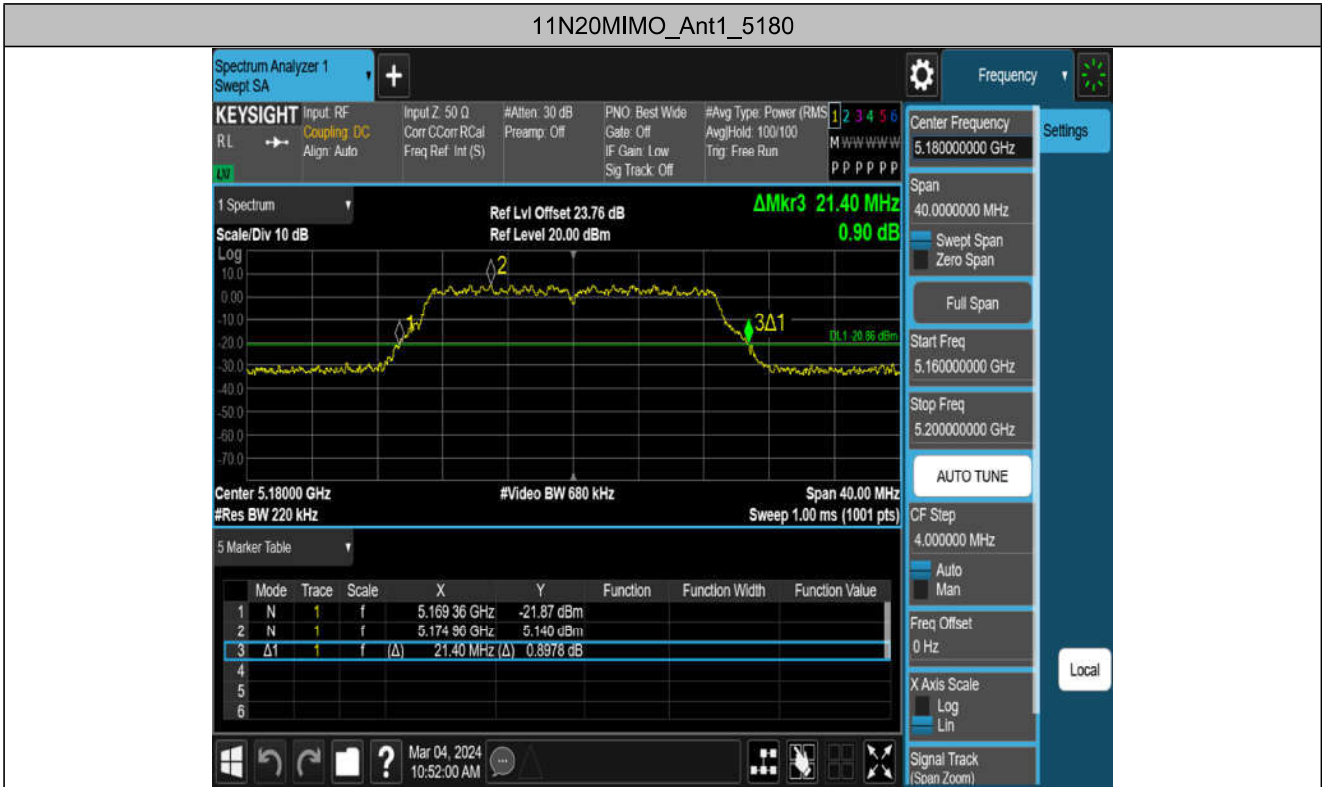 11N20MIMO_Ant1_5180
Spectrum Analyzer 1
Swept SA
+
Frequency
KEYSIGHT
RL
LXI
Input: RF
Coupling: DC
Align: Auto
Input Z: 50 Ω
Corr CCorr RCal
Freq Ref: Int (S)
#Atten: 30 dB
Preamp: Off
PNO: Best Wide
Gate: Off
IF Gain: Low
Sig Track: Off
#Avg Type: Power (RMS
Avg|Hold: 100/100
Trig: Free Run
1 2 3 4 5 6
M W W W W W
P P P P P P
1 Spectrum
Scale/Div 10 dB
Ref Lvl Offset 23.76 dB
Ref Level 20.00 dBm
ΔMkr3 21.40 MHz
0.90 dB
Log
10.0
0.00
-10.0
-20.0
-30.0
-40.0
-50.0
-60.0
-70.0
2
1
3Δ1
DL1 -20.86 dBm
Center 5.18000 GHz
#Video BW 680 kHz
Span 40.00 MHz
#Res BW 220 kHz
Sweep 1.00 ms (1001 pts)
5 Marker Table
Mode Trace Scale X Y Function Function Width Function Value
1 N 1 f 5.169 36 GHz -21.87 dBm
2 N 1 f 5.174 96 GHz 5.140 dBm
3 Δ1 1 f (Δ) 21.40 MHz (Δ) 0.8978 dB
4
5
6
Mar 04, 2024
10:52:00 AM
?
Center Frequency
5.180000000 GHz
Settings
Span
40.0000000 MHz
Swept Span
Zero Span
Full Span
Start Freq
5.160000000 GHz
Stop Freq
5.200000000 GHz
AUTO TUNE
CF Step
4.000000 MHz
Auto
Man
Freq Offset
0 Hz
Local
X Axis Scale
Log
Lin
Signal Track
(Span Zoom)